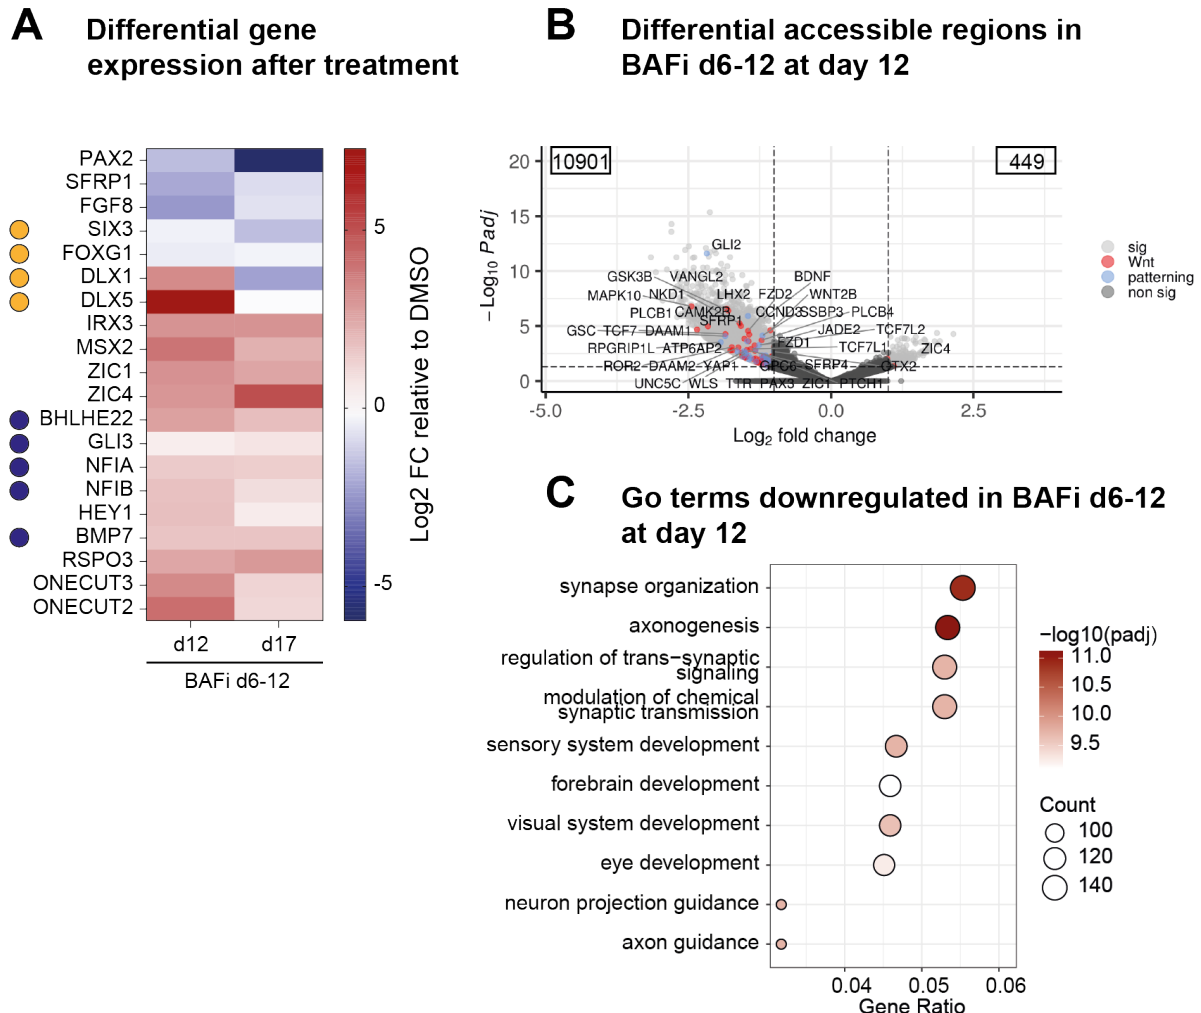 A
Differential gene
expression after treatment
PAX2
SFRP1
FGF8
SIX3
FOXG1
DLX1
DLX5
IRX3
MSX2
ZIC1
ZIC4
BHLHE22
GLI3
NFIA
NFIB
HEY1
BMP7
RSPO3
ONECUT3
ONECUT2
d12 d17
BAFi d6-12
5
0
-5
Log2 FC relative to DMSO
B
Differential accessible regions in
BAFi d6-12 at day 12
10901 449
20
15
10
5
0
−Log10 Padj
GLI2
GSK3B VANGL2 BDNF
MAPK10 NKD1 LHX2 FZD2 WNT2B
PLCB1 CAMK2B CCND3 SSBP3 PLCB4
SFRP1
GSC TCF7 DAAM1 JADE2 TCF7L2
RPGRIP1L ATP6AP2 FZD1 TCF7L1 ZIC4
ROR2 DAAM2 YAP1 GPC6 SFRP4 OTX2
UNC5C WLS TTR PAX3 ZIC1 PTCH1
-5.0 -2.5 0.0 2.5
Log2 fold change
sig
Wnt
patterning
non sig
C
Go terms downregulated in BAFi d6-12
at day 12
synapse organization
axonogenesis
regulation of trans−synaptic
signaling
modulation of chemical
synaptic transmission
sensory system development
forebrain development
visual system development
eye development
neuron projection guidance
axon guidance
0.04 0.05 0.06
Gene Ratio
−log10(padj)
11.0
10.5
10.0
9.5
Count
100
120
140